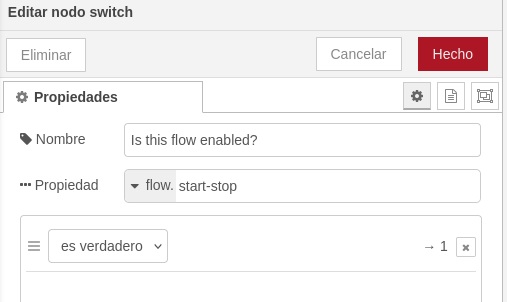 Editar nodo switch
Eliminar
Cancelar
Hecho
Propiedades
Nombre
Is this flow enabled?
Propiedad
flow. start-stop
es verdadero
→ 1